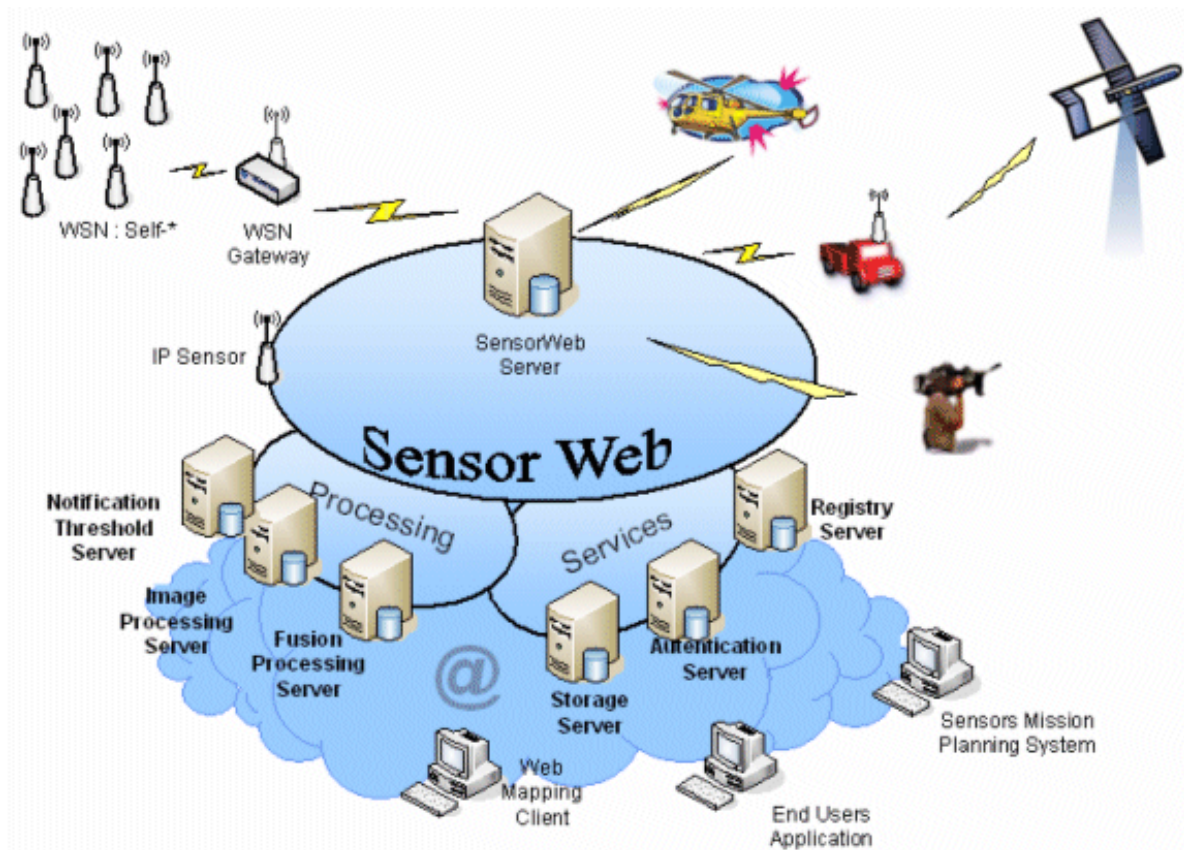 WSN : Self-*
WSN
Gateway
IP Sensor
SensorWeb
Server
Sensor Web
Processing
Services
Notification
Threshold
Server
Image
Processing
Server
Fusion
Processing
Server
Storage
Server
Autentication
Server
Registry
Server
@
Web
Mapping
Client
End Users
Application
Sensors Mission
Planning System